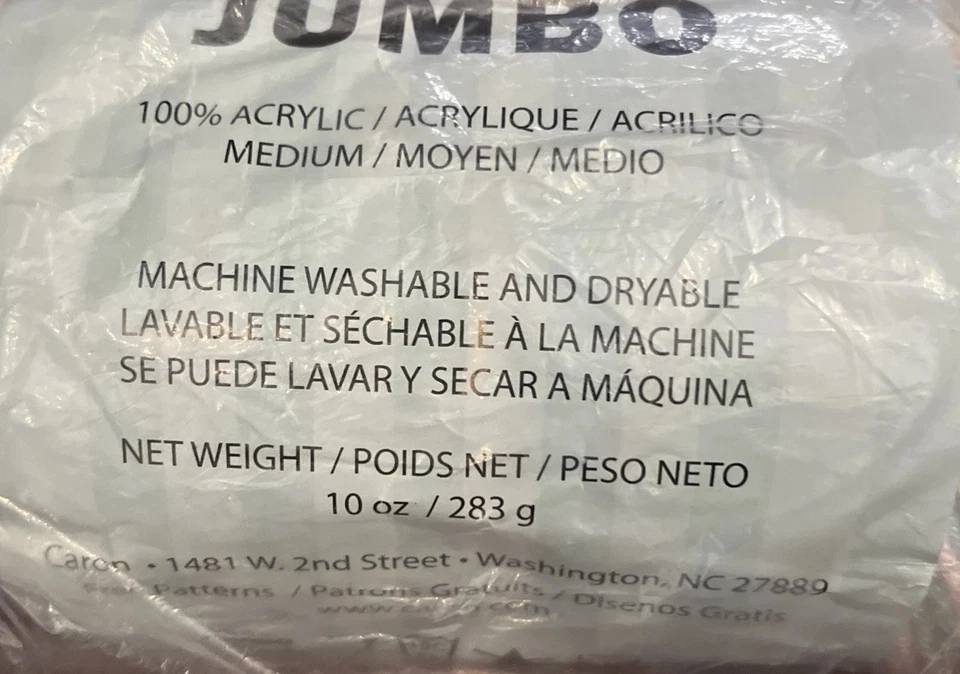 JUMBO
100% ACRYLIC / ACRYLIQUE / ACRILICO
MEDIUM / MOYEN / MEDIO
MACHINE WASHABLE AND DRYABLE
LAVABLE ET SÉCHABLE À LA MACHINE
SE PUEDE LAVAR Y SECAR A MÁQUINA
NET WEIGHT / POIDS NET / PESO NETO
10 oz / 283 g
Caron • 1481 W. 2nd Street • Washington, NC 27889
Free Patterns / Patrons Gratuits / Disenos Gratis